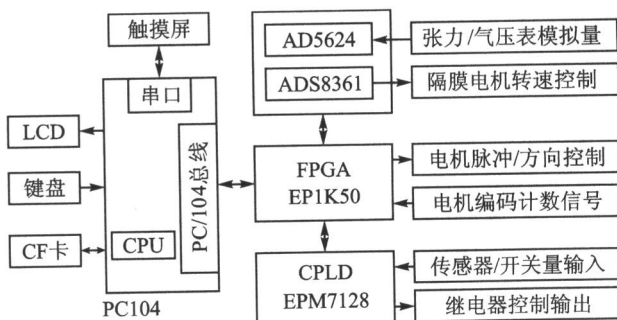 触摸屏
串口
LCD
键盘
CF卡
PC/104总线
CPU
PC104
AD5624
ADS8361
张力/气压表模拟量
隔膜电机转速控制
FPGA
EP1K50
电机脉冲/方向控制
电机编码计数信号
CPLD
EPM7128
传感器/开关量输入
继电器控制输出